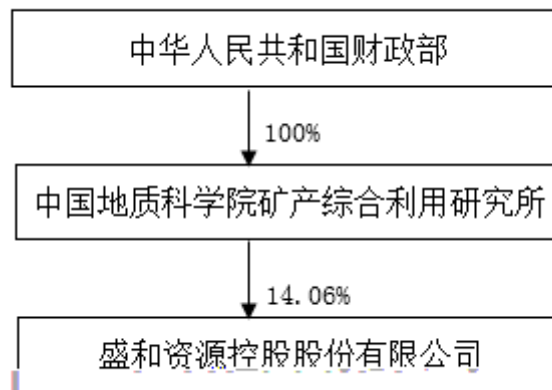 中华人民共和国财政部
100%
中国地质科学院矿产综合利用研究所
14.06%
盛和资源控股股份有限公司